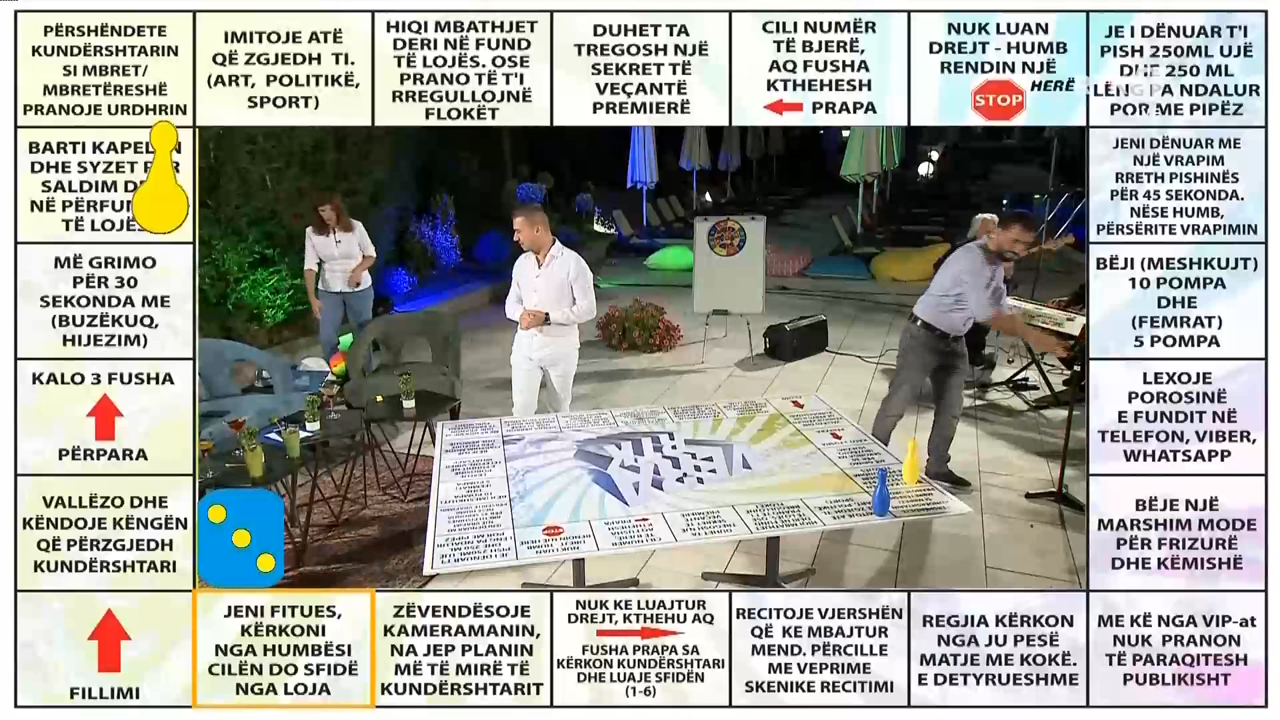 PËRSHËNDETE
KUNDËRSHTARIN
SI MBRET/
MBRETËRESHË
PRANOJE URDHRIN
IMITOJE ATË
QË ZGJEDH TI.
(ART, POLITIKË,
SPORT)
HIQI MBATHJET
DERI NË FUND
TË LOJËS. OSE
PRANO TË T'I
RREGULLOJNË
FLOKËT
DUHET TA
TREGOSH NJË
SEKRET TË
VEÇANTË
PREMIERË
CILI NUMËR
TË BJERË,
AQ FUSHA
KTHEHESH
PRAPA
NUK LUAN
DREJT - HUMB
RENDIN NJË
HERË
STOP
JE I DËNUAR T'I
PISH 250ML UJË
DHE 250 ML
LËNG PA NDALUR
POR ME PIPËZ
BARTI
DHE SYZET
SALDIM
NË
TË LOJËS
JENI DËNUAR ME
NJË VRAPIM
RRETH PISHINËS
PËR 45 SEKONDA.
NËSE HUMB,
PËRSËRITE VRAPIMIN
MË GRIMO
PËR 30
SEKONDA ME
(BUZËKUQ,
HIJEZIM)
BËJI (MESHKUJT)
10 POMPA
DHE
(FEMRAT)
5 POMPA
KALO 3 FUSHA
PËRPARA
LEXOJE
POROSINË
E FUNDIT NË
TELEFON, VIBER,
WHATSAPP
VALLËZO DHE
KËNDOJE KËNGËN
QË PËRZGJEDH
KUNDËRSHTARI
BËJE NJË
MARSHIM MODE
PËR FRIZURË
DHE KËMISHË
FILLIMI
JENI FITUES,
KËRKONI
NGA HUMBËSI
CILËN DO SFIDË
NGA LOJA
ZËVENDËSOJE
KAMERAMANIN,
NA JEP PLANIN
MË TË MIRË TË
KUNDËRSHTARIT
NUK KE LUAJTUR
DREJT, KTHEHU AQ
FUSHA PRAPA SA
KËRKON KUNDËRSHTARI
DHE LUAJE SFIDËN
(1-6)
RECITOJE VJERSHËN
QË KE MBAJTUR
MEND. PËRCILLE
ME VEPRIME
SKENIKE RECITIMI
REGJIA KËRKON
NGA JU PESË
MATJE ME KOKË.
E DETYRUESHME
ME KË NGA VIP-at
NUK PRANON
TË PARAQITESH
PUBLIKISHT